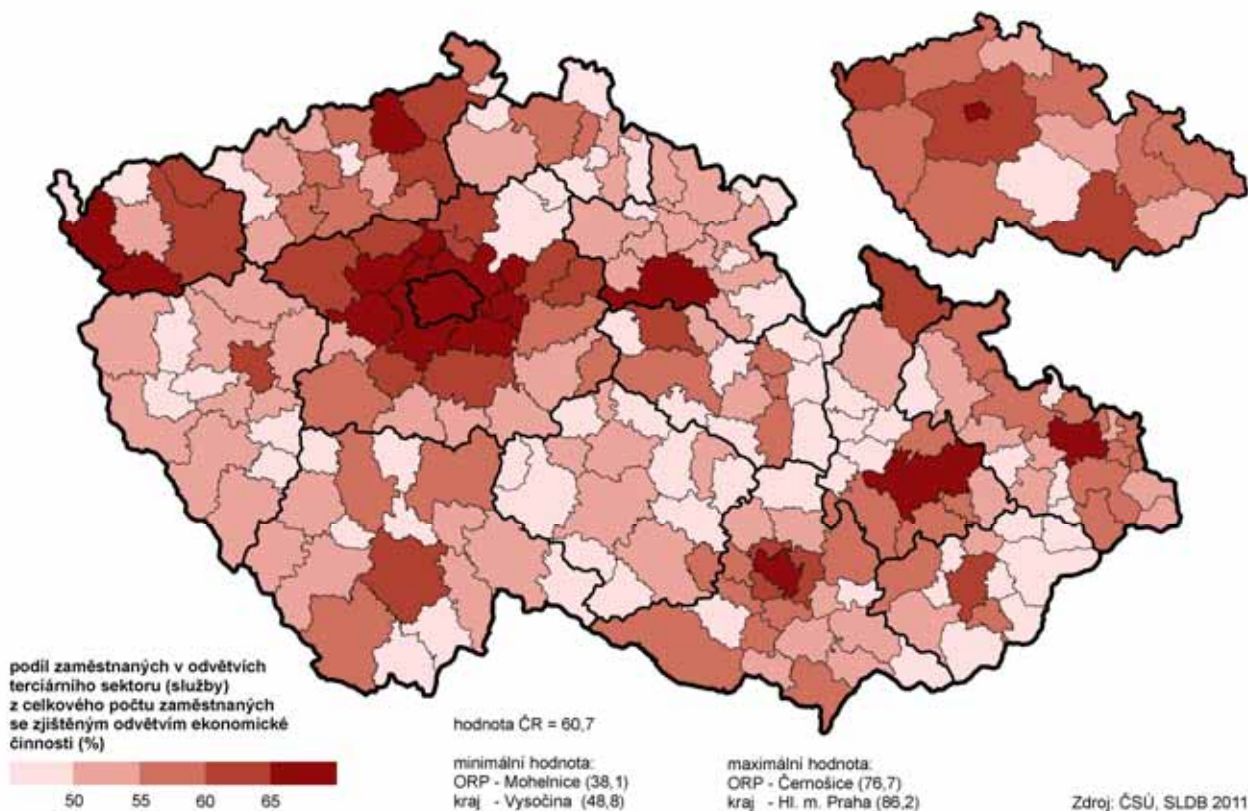 podíl zaměstnaných v odvětvích
terciárního sektoru (služby)
z celkového počtu zaměstnaných
se zjištěným odvětvím ekonomické
činnosti (%)
50 55 60 65
hodnota ČR = 60,7
minimální hodnota:
ORP - Mohelnice (38,1)
kraj - Vysočina (48,8)
maximální hodnota:
ORP - Černošice (76,7)
kraj - Hl. m. Praha (86,2)
Zdroj: ČSÚ, SLDB 2011